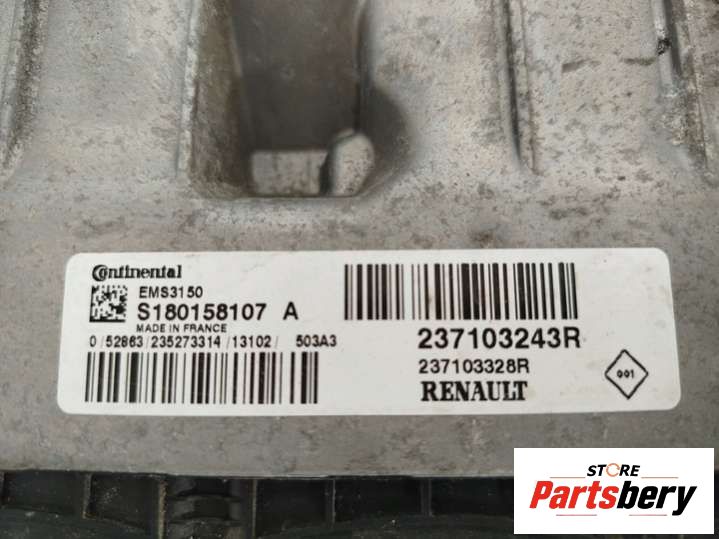 Continental
EMS3150
S180158107 A
MADE IN FRANCE
0/52863/235273314/13102/ 503A3
237103243R
237103328R
RENAULT
001
STORE
Partsbery